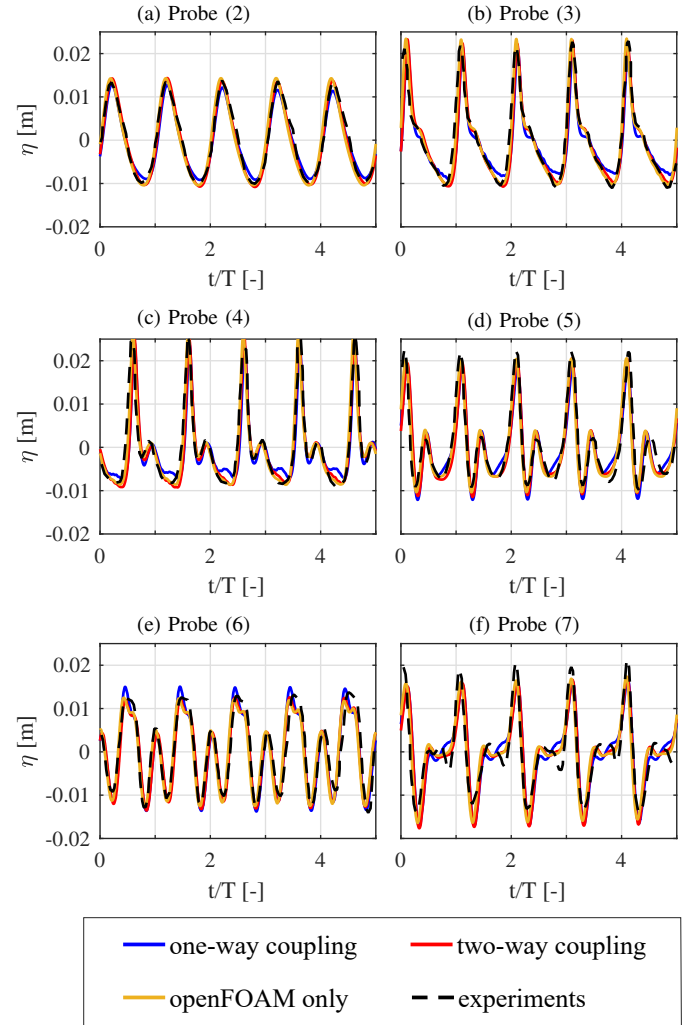 (a) Probe (2)
(b) Probe (3)
0.02
0.01
0
-0.01
-0.02
η [m]
0 2 4
0 2 4
t/T [-]
t/T [-]
(c) Probe (4)
(d) Probe (5)
0.02
0.01
0
-0.01
-0.02
η [m]
0 2 4
0 2 4
t/T [-]
t/T [-]
(e) Probe (6)
(f) Probe (7)
0.02
0.01
0
-0.01
-0.02
η [m]
0 2 4
0 2 4
t/T [-]
t/T [-]
one-way coupling
two-way coupling
openFOAM only
experiments